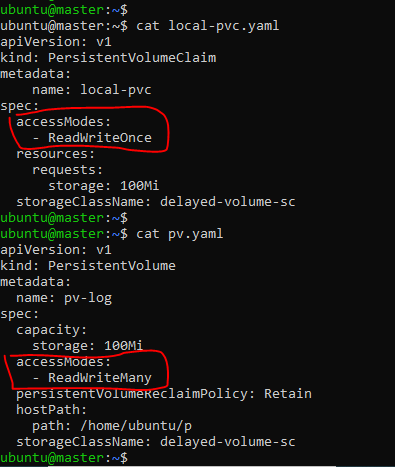 ubuntu@master:~$
ubuntu@master:~$ cat local-pvc.yaml
apiVersion: v1
kind: PersistentVolumeClaim
metadata:
    name: local-pvc
spec:
  accessModes:
    - ReadWriteOnce
  resources:
    requests:
      storage: 100Mi
  storageClassName: delayed-volume-sc
ubuntu@master:~$
ubuntu@master:~$ cat pv.yaml
apiVersion: v1
kind: PersistentVolume
metadata:
  name: pv-log
spec:
  capacity:
    storage: 100Mi
  accessModes:
    - ReadWriteMany
  persistentVolumeReclaimPolicy: Retain
  hostPath:
    path: /home/ubuntu/p
  storageClassName: delayed-volume-sc
ubuntu@master:~$